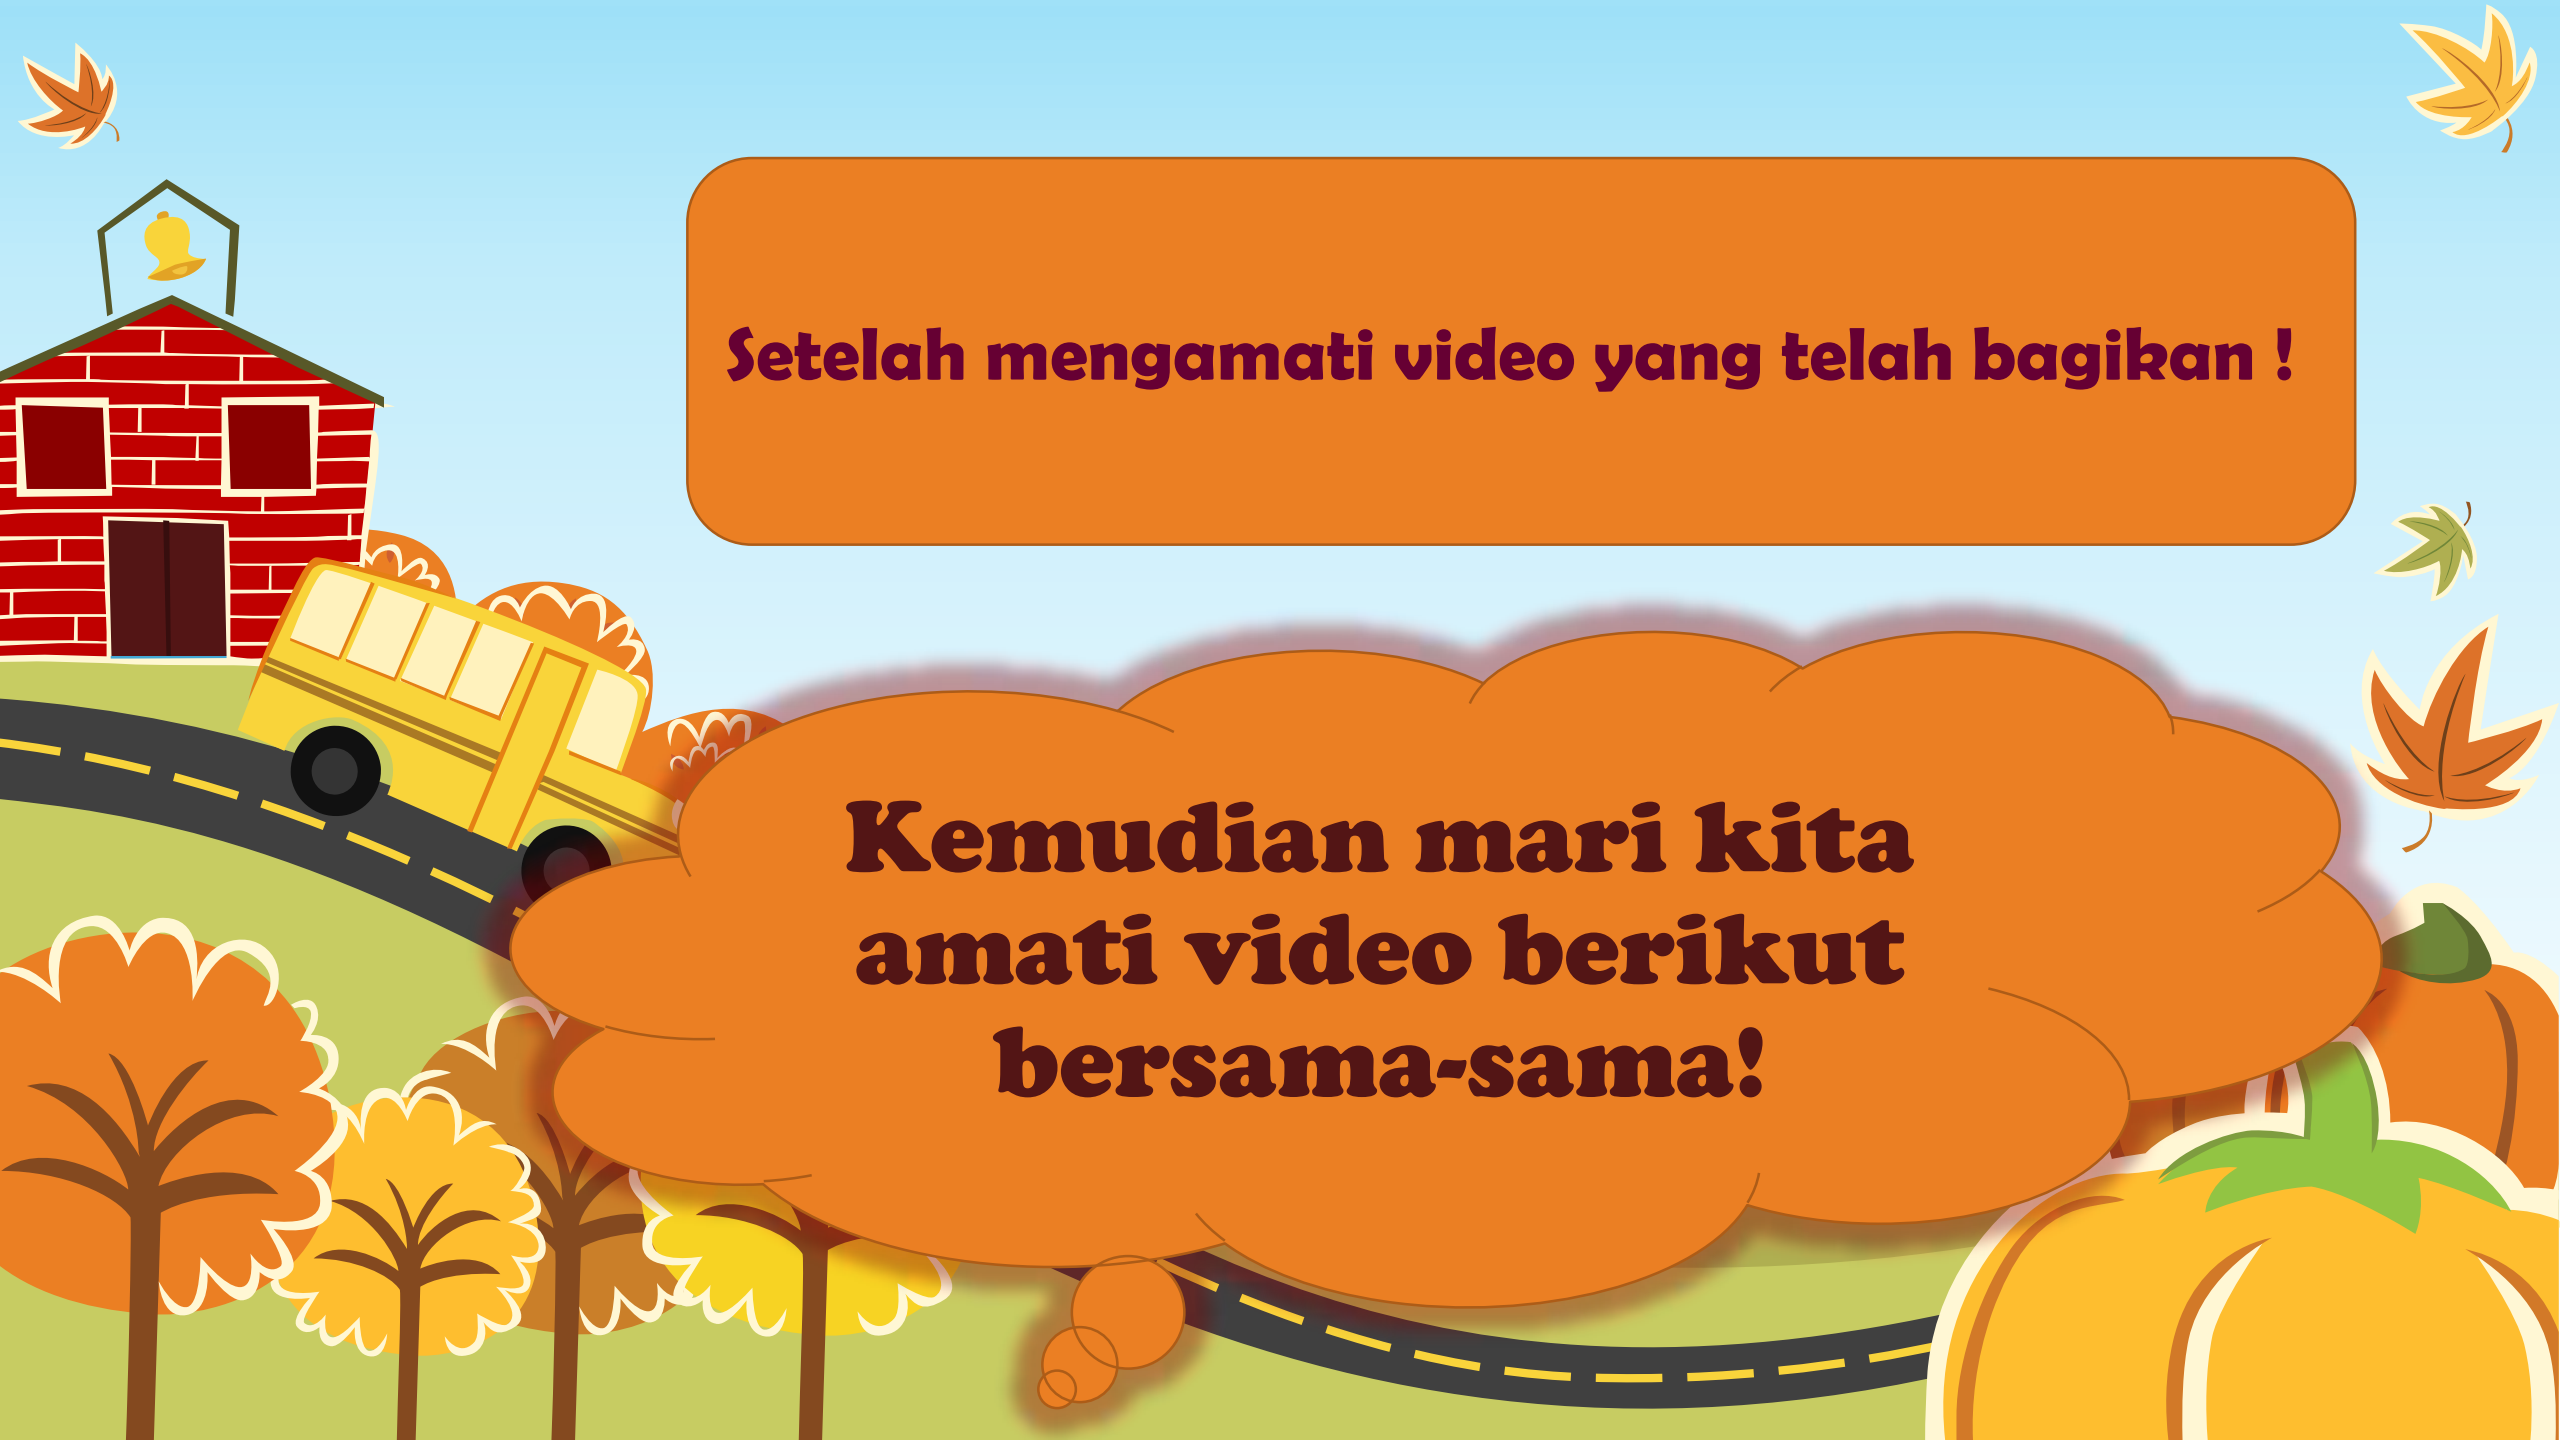 Setelah mengamati video yang telah bagikan !
Kemudian mari kita
amati video berikut
bersama-sama!